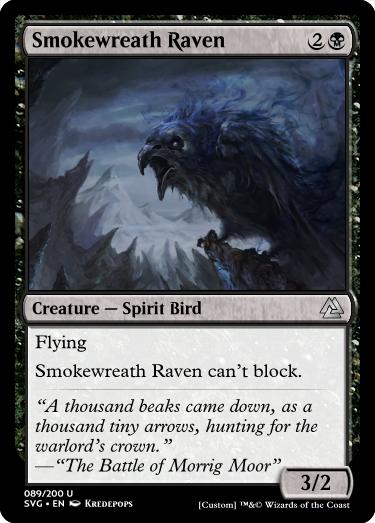 Smokewreath Raven 2
Creature — Spirit Bird
Flying
Smokewreath Raven can't block.
"A thousand beaks came down, as a
thousand tiny arrows, hunting for the
warlord's crown."
—"The Battle of Morrig Moor"
3/2
089/200 U
SVG • EN KREDEPOPS
[Custom] ™&© Wizards of the Coast